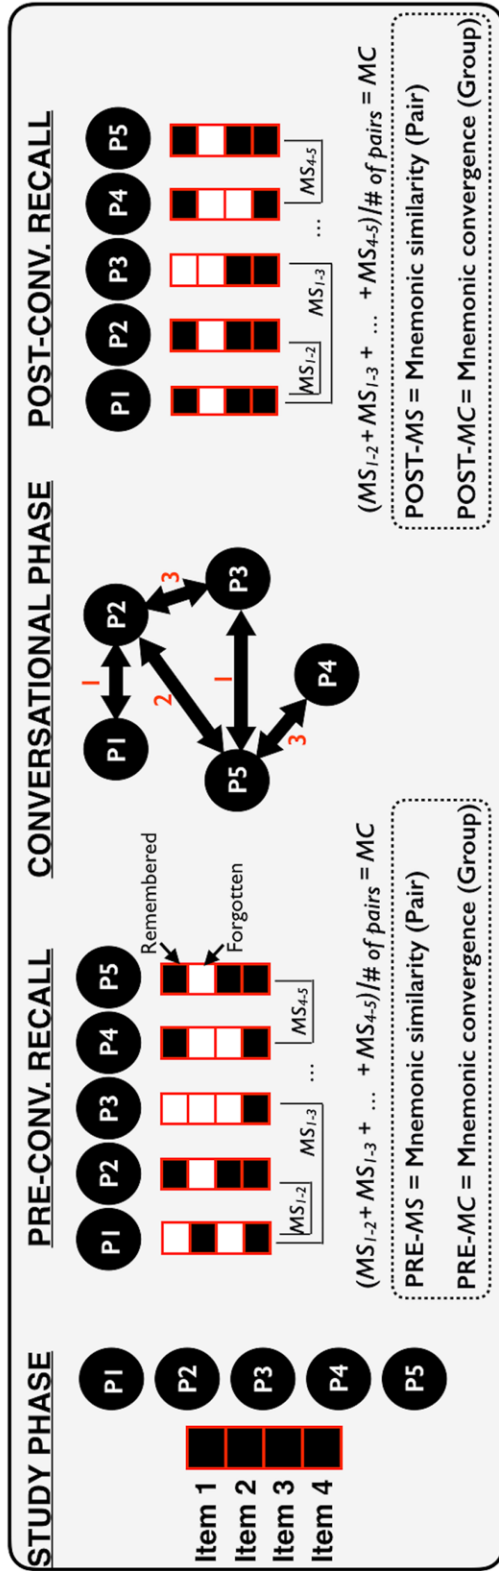 STUDY PHASE
Item 1
Item 2
Item 3
Item 4
P1
P2
P3
P4
P5
PRE-CONV. RECALL
P1 P2 P3 P4 P5
Remembered
Forgotten
MS1-2
MS1-3
...
MS4-5
(MS1-2+ MS1-3 + ... + MS4-5)/# of pairs = MC
PRE-MS = Mnemonic similarity (Pair)
PRE-MC = Mnemonic convergence (Group)
CONVERSATIONAL PHASE
P1
1
P2
2
3
P5
1
P3
3
P4
POST-CONV. RECALL
P1 P2 P3 P4 P5
MS1-2
MS1-3
...
MS4-5
(MS1-2+ MS1-3 + ... + MS4-5)/# of pairs = MC
POST-MS = Mnemonic similarity (Pair)
POST-MC = Mnemonic convergence (Group)